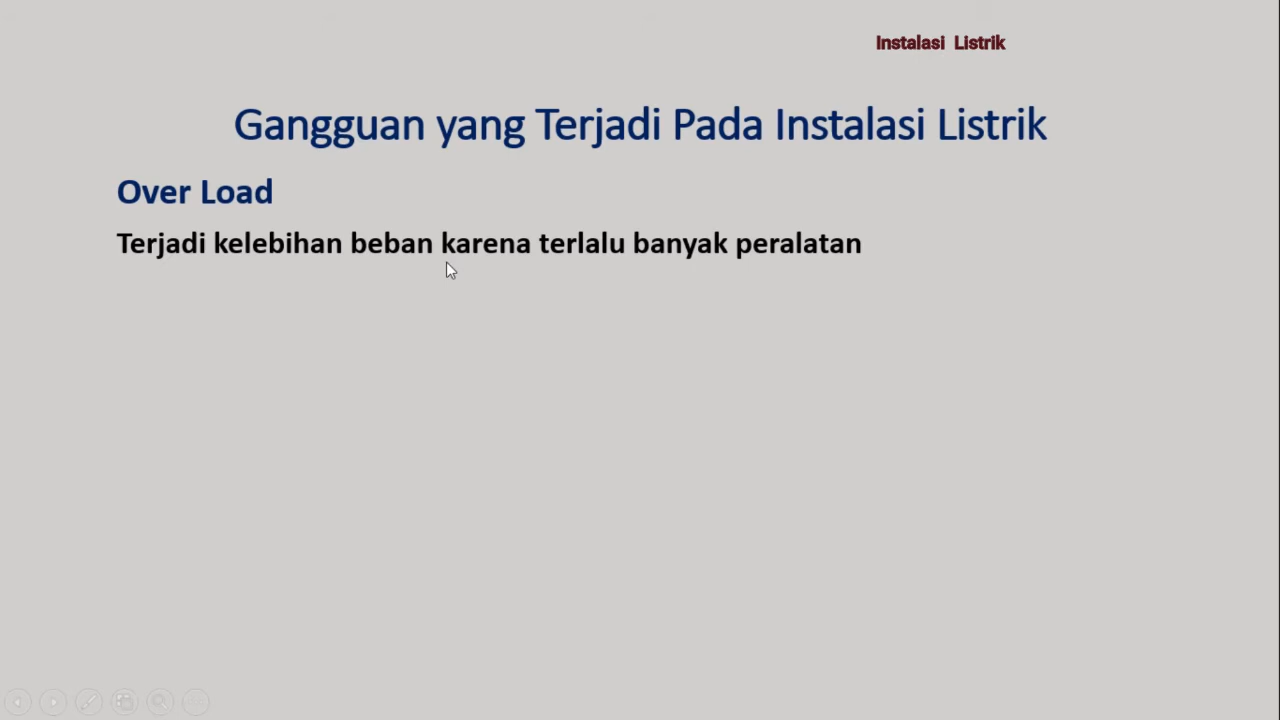 Instalasi Listrik
Gangguan yang Terjadi Pada Instalasi Listrik
Over Load
Terjadi kelebihan beban karena terlalu banyak peralatan